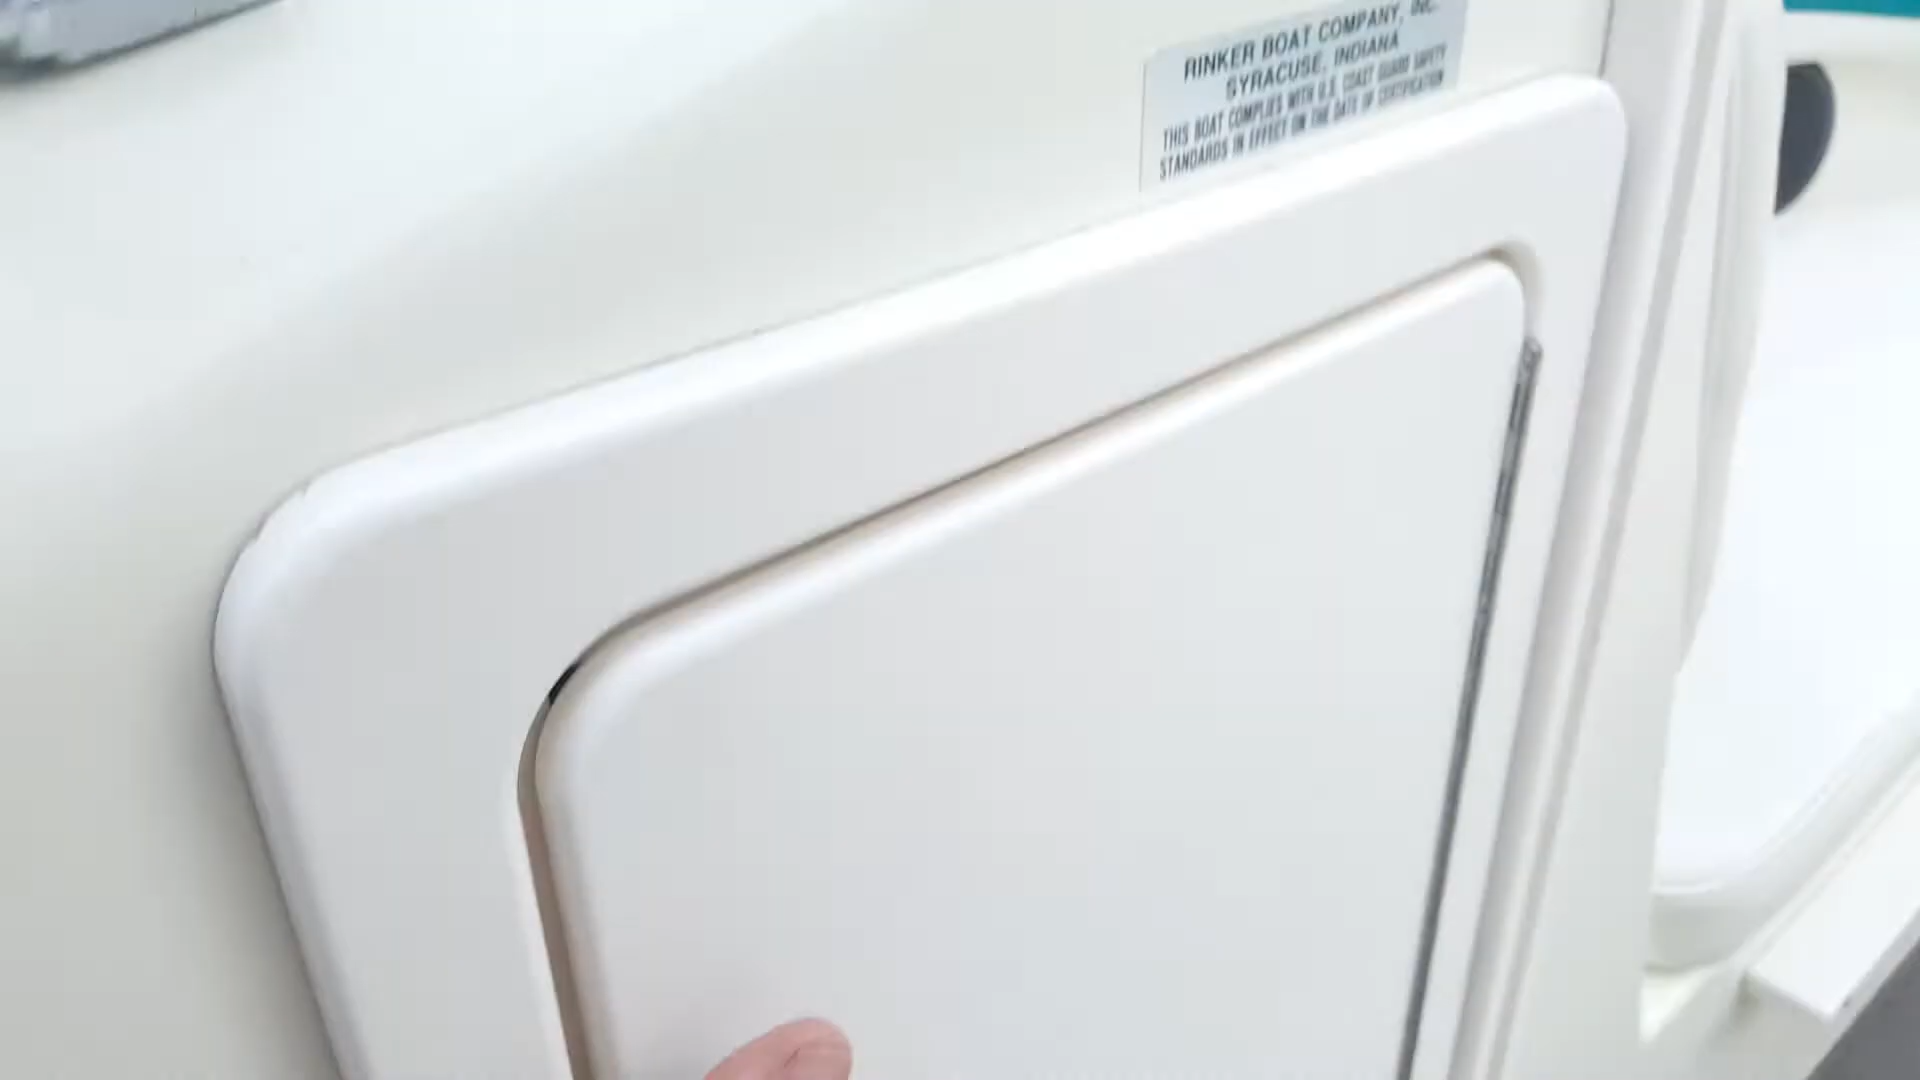 RINKER BOAT COMPANY, INC.
SYRACUSE, INDIANA
THIS BOAT COMPLIES WITH U.S. COAST GUARD SAFETY
STANDARDS IN EFFECT ON THE DATE OF CERTIFICATION